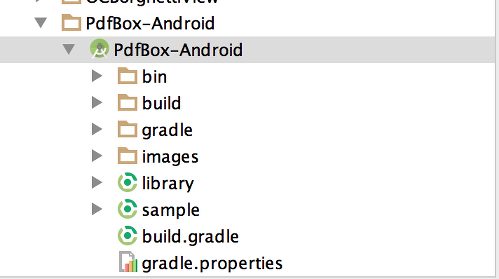 PdfBox-Android
PdfBox-Android
bin
build
gradle
images
library
sample
build.gradle
gradle.properties